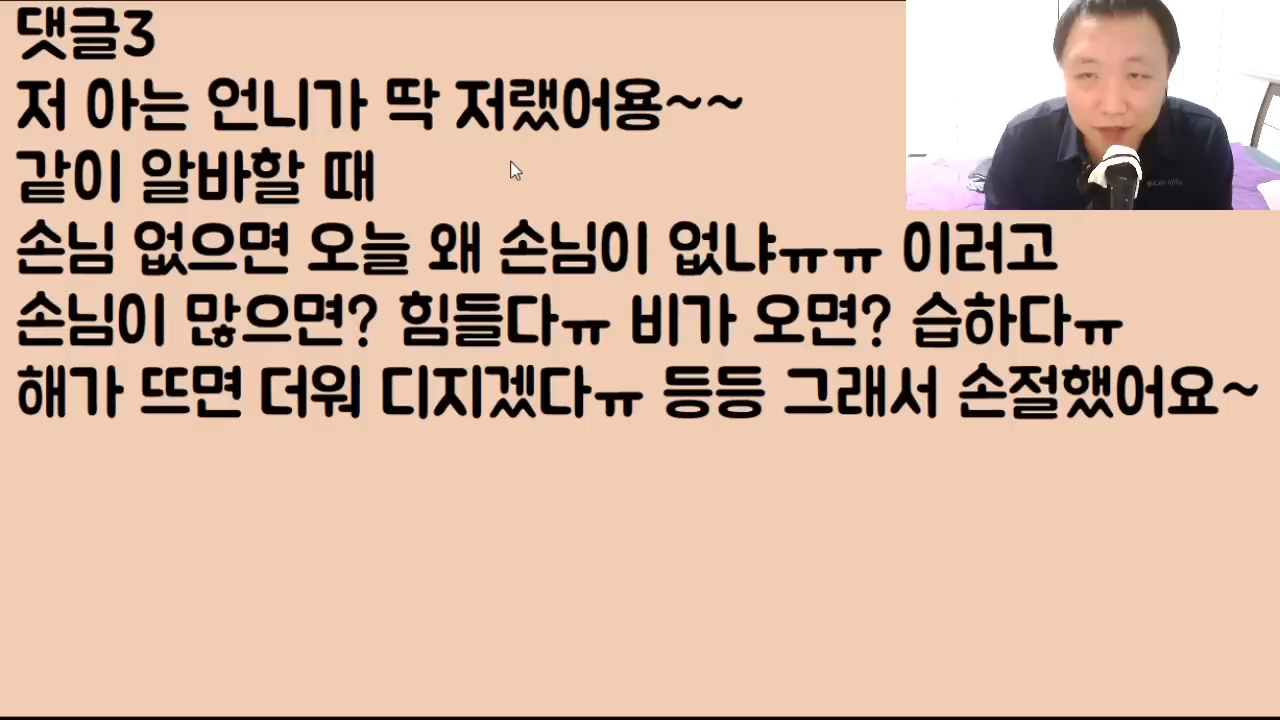 댓글3
저 아는 언니가 딱 저랬어용~~
같이 알바할 때
손님 없으면 오늘 왜 손님이 없냐ㅠㅠ 이러고
손님이 많으면? 힘들다ㅠ 비가 오면? 습하다ㅠ
해가 뜨면 더워 디지겠다ㅠ 등등 그래서 손절했어요~